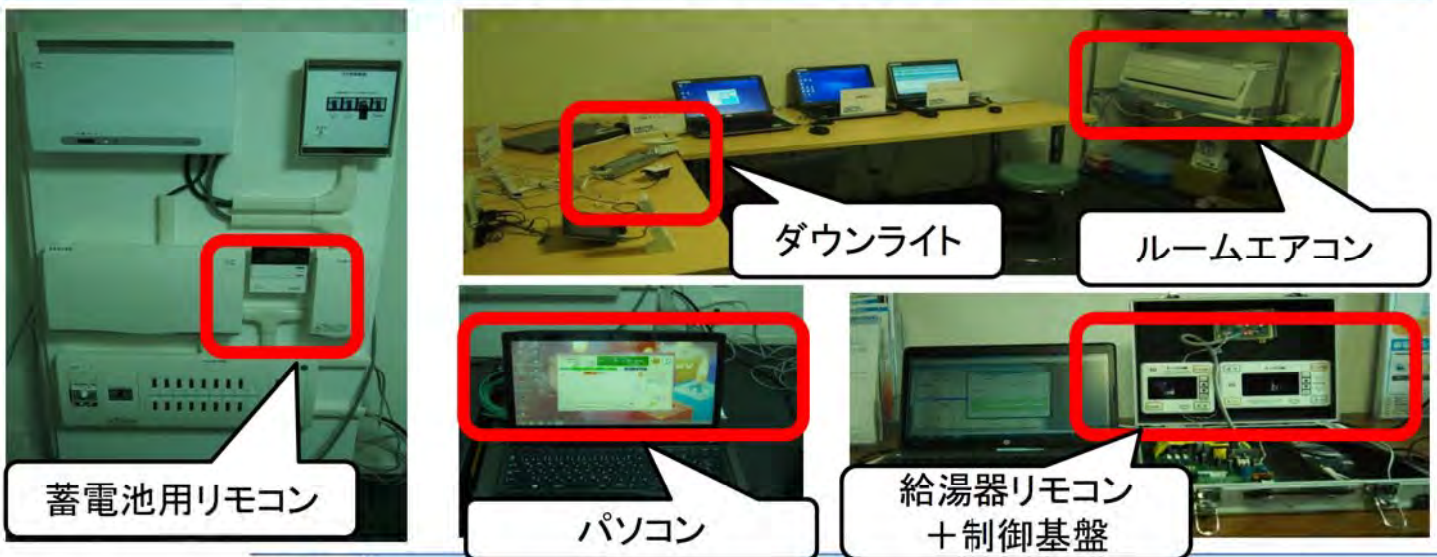 ダウンライト
ルームエアコン
蓄電池用リモコン
パソコン
給湯器リモコン
＋制御基盤